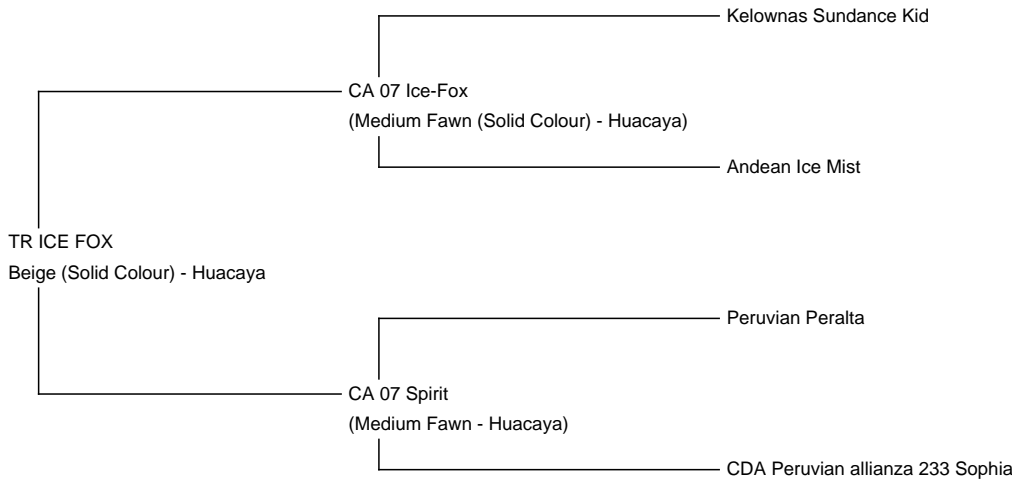 Kelownas Sundance Kid
CA 07 Ice-Fox
(Medium Fawn (Solid Colour) - Huacaya)
Andean Ice Mist
TR ICE FOX
Beige (Solid Colour) - Huacaya
Peruvian Peralta
CA 07 Spirit
(Medium Fawn - Huacaya)
CDA Peruvian allianza 233 Sophia